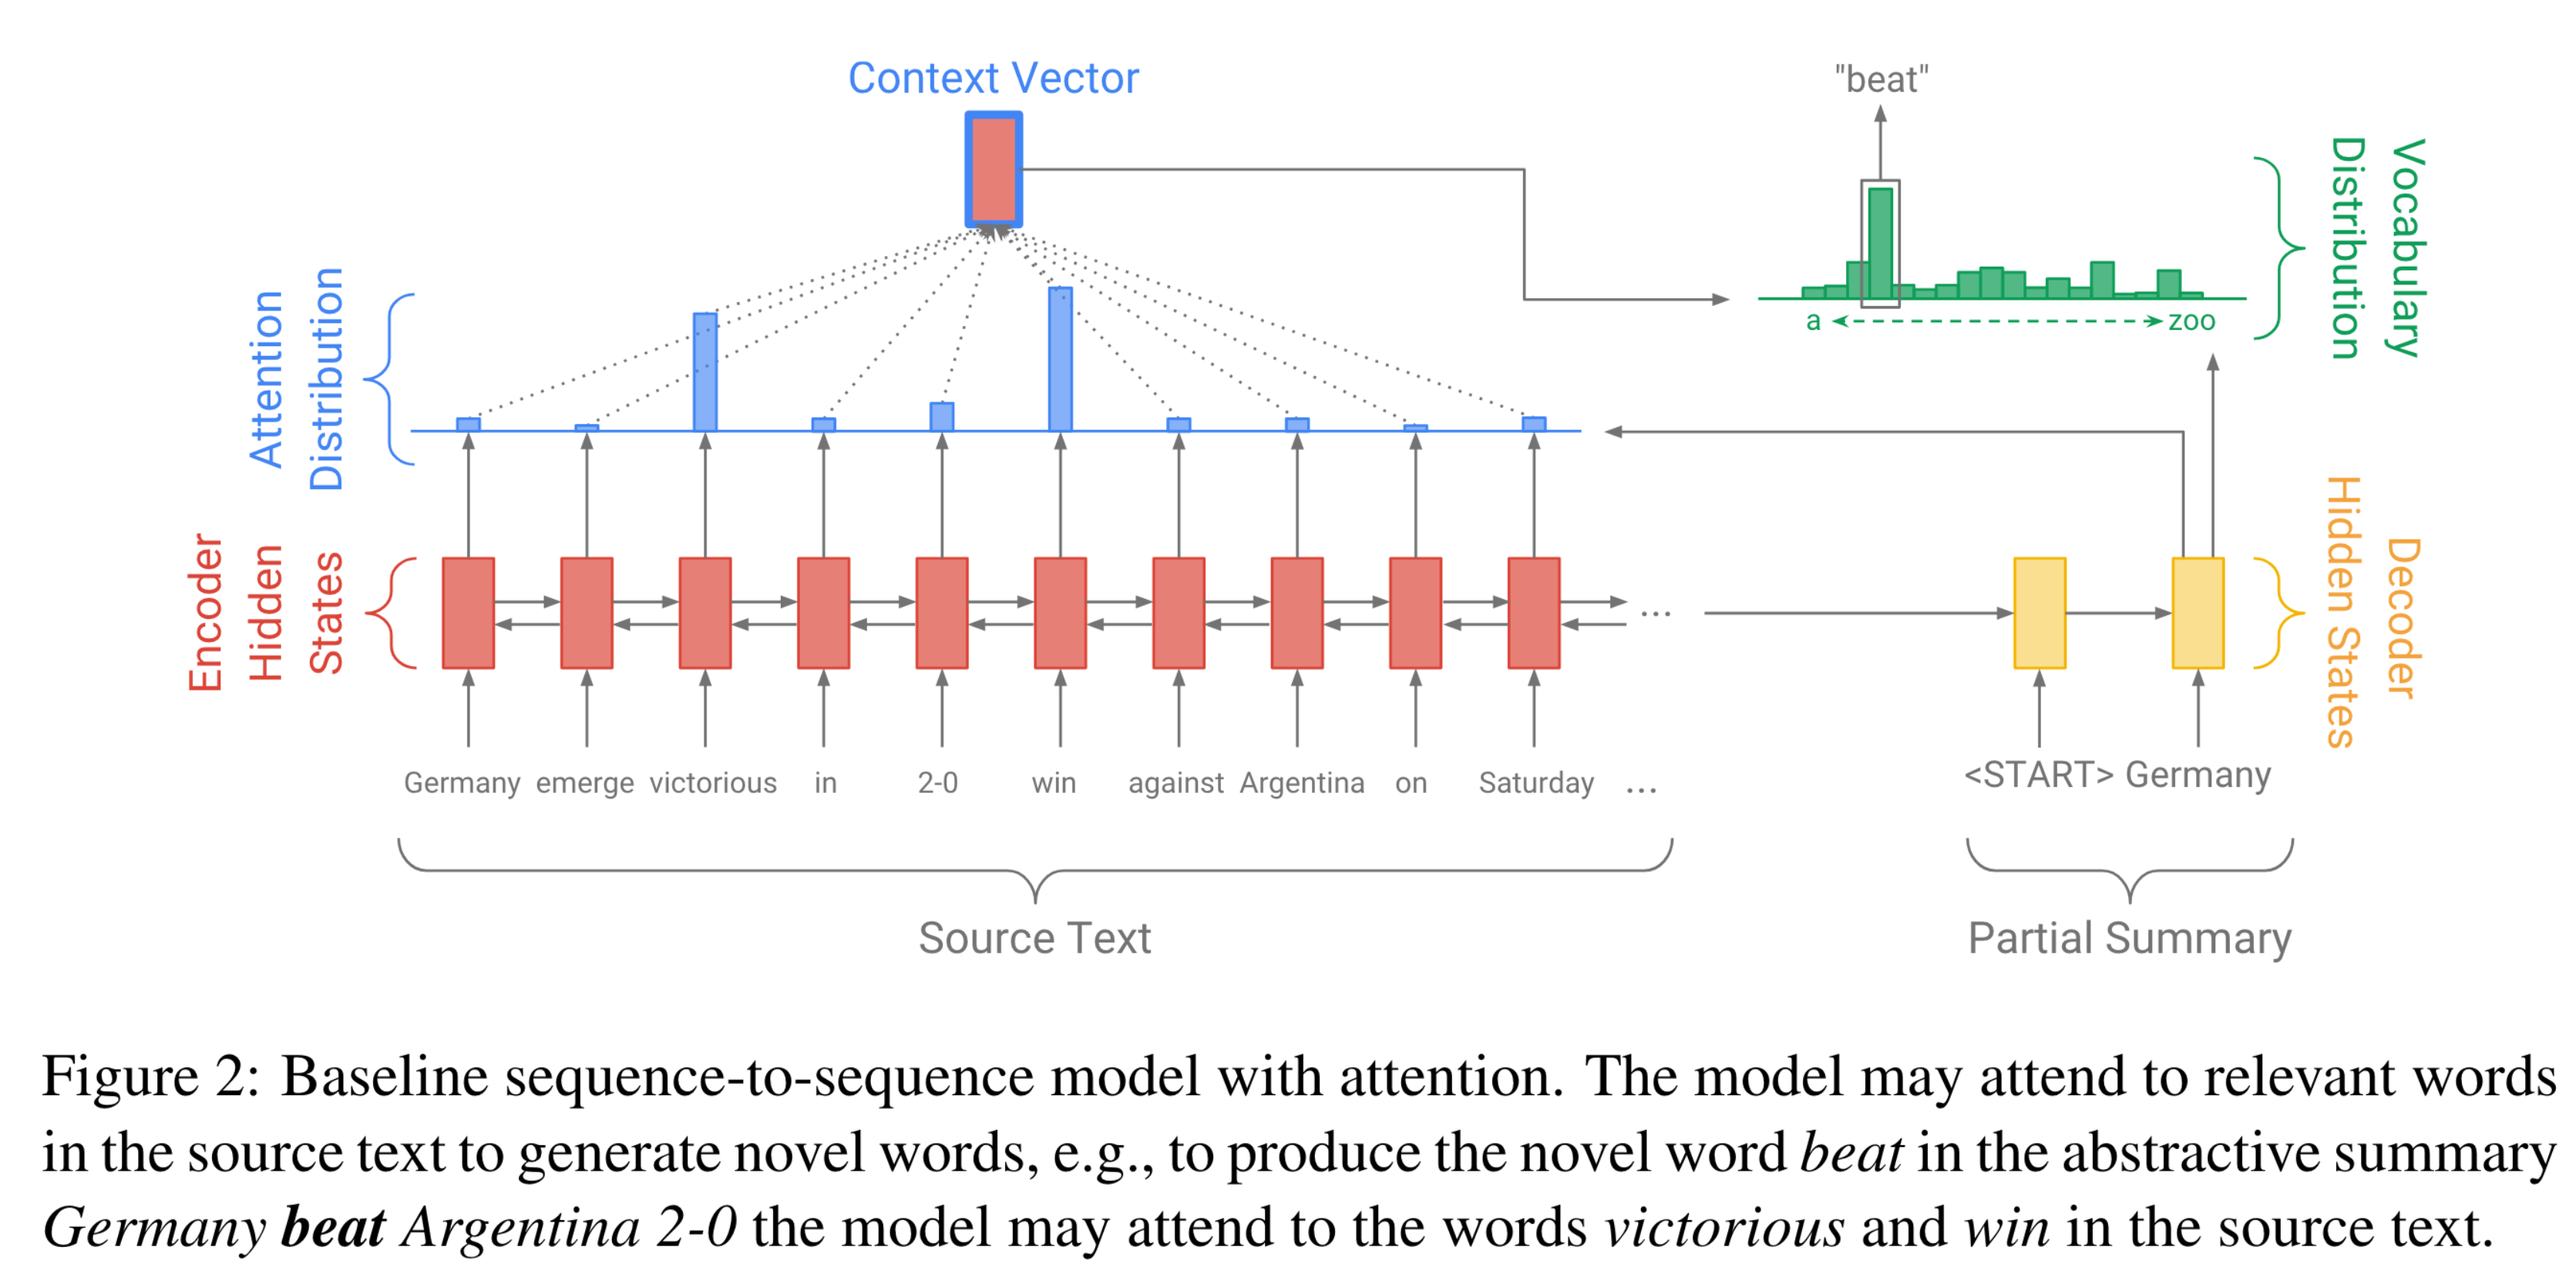 Context Vector
"beat"
Vocabulary
Distribution
a
zoo
Attention
Distribution
Encoder
Hidden
States
...
Decoder
Hidden States
Germany emerge victorious in 2-0 win against Argentina on Saturday ...
<START> Germany
Source Text
Partial Summary
Figure 2: Baseline sequence-to-sequence model with attention. The model may attend to relevant words
in the source text to generate novel words, e.g., to produce the novel word beat in the abstractive summary
Germany beat Argentina 2-0 the model may attend to the words victorious and win in the source text.